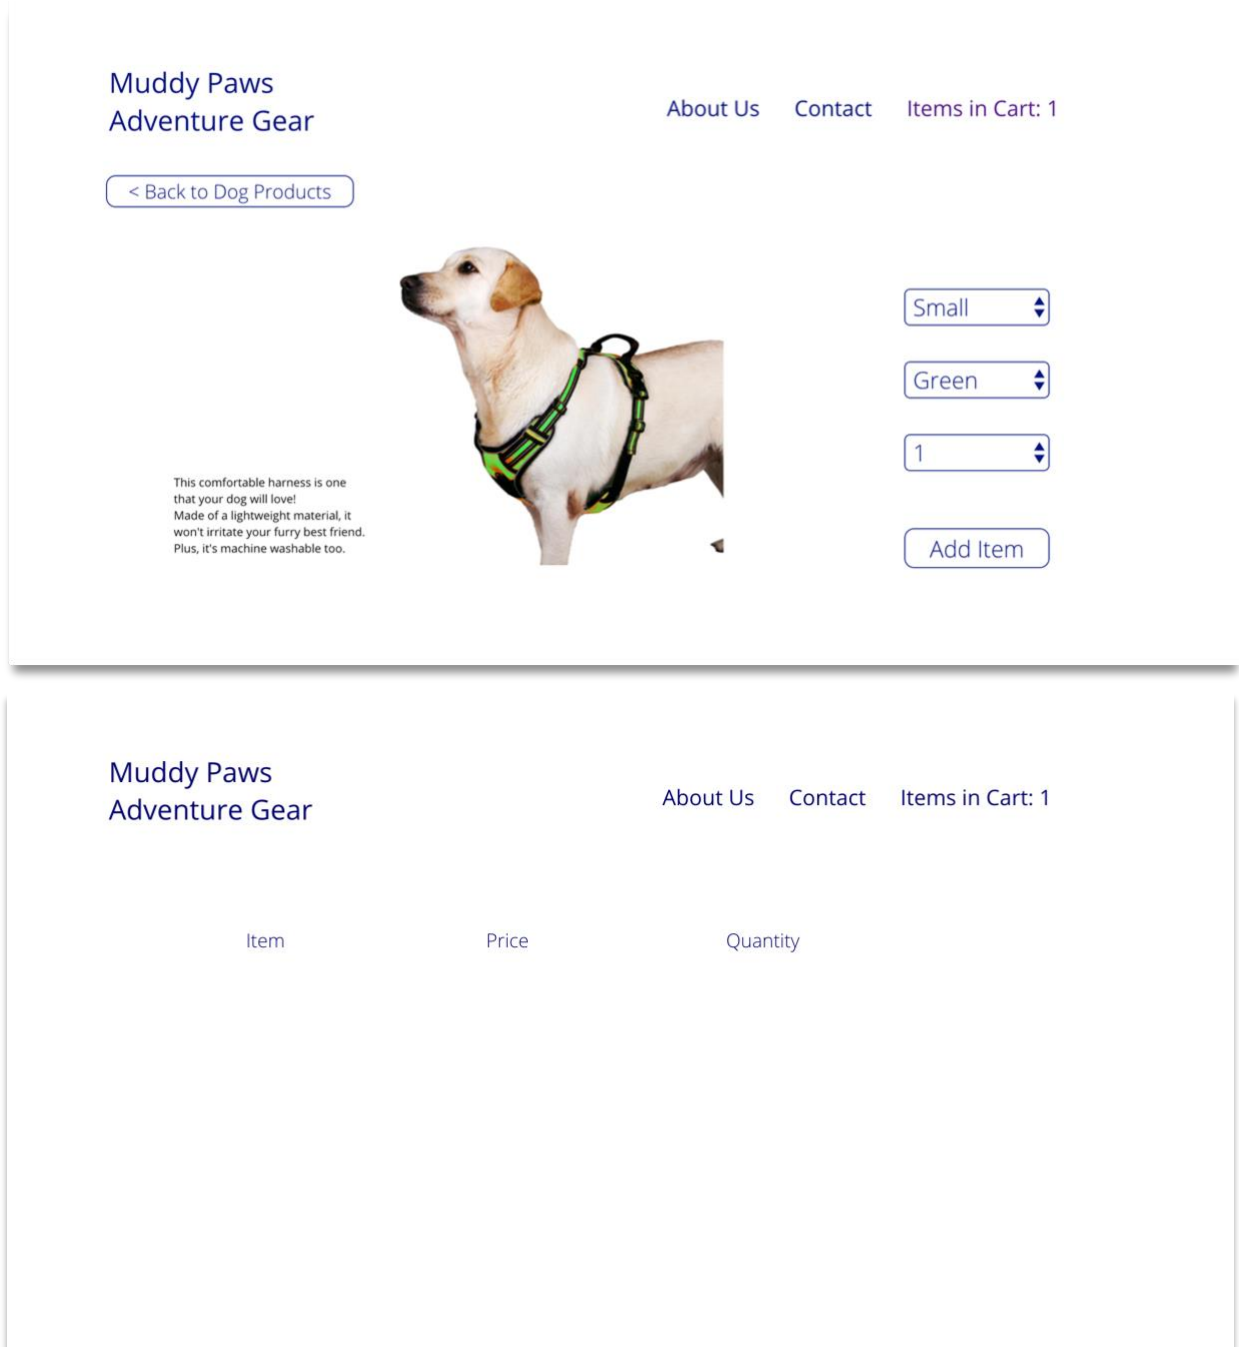 Muddy Paws
Adventure Gear
About Us Contact Items in Cart: 1
< Back to Dog Products
Small
Green
1
This comfortable harness is one
that your dog will love!
Made of a lightweight material, it
won't irritate your furry best friend.
Plus, it's machine washable too.
Add Item
Muddy Paws
Adventure Gear
About Us Contact Items in Cart: 1
Item Price Quantity